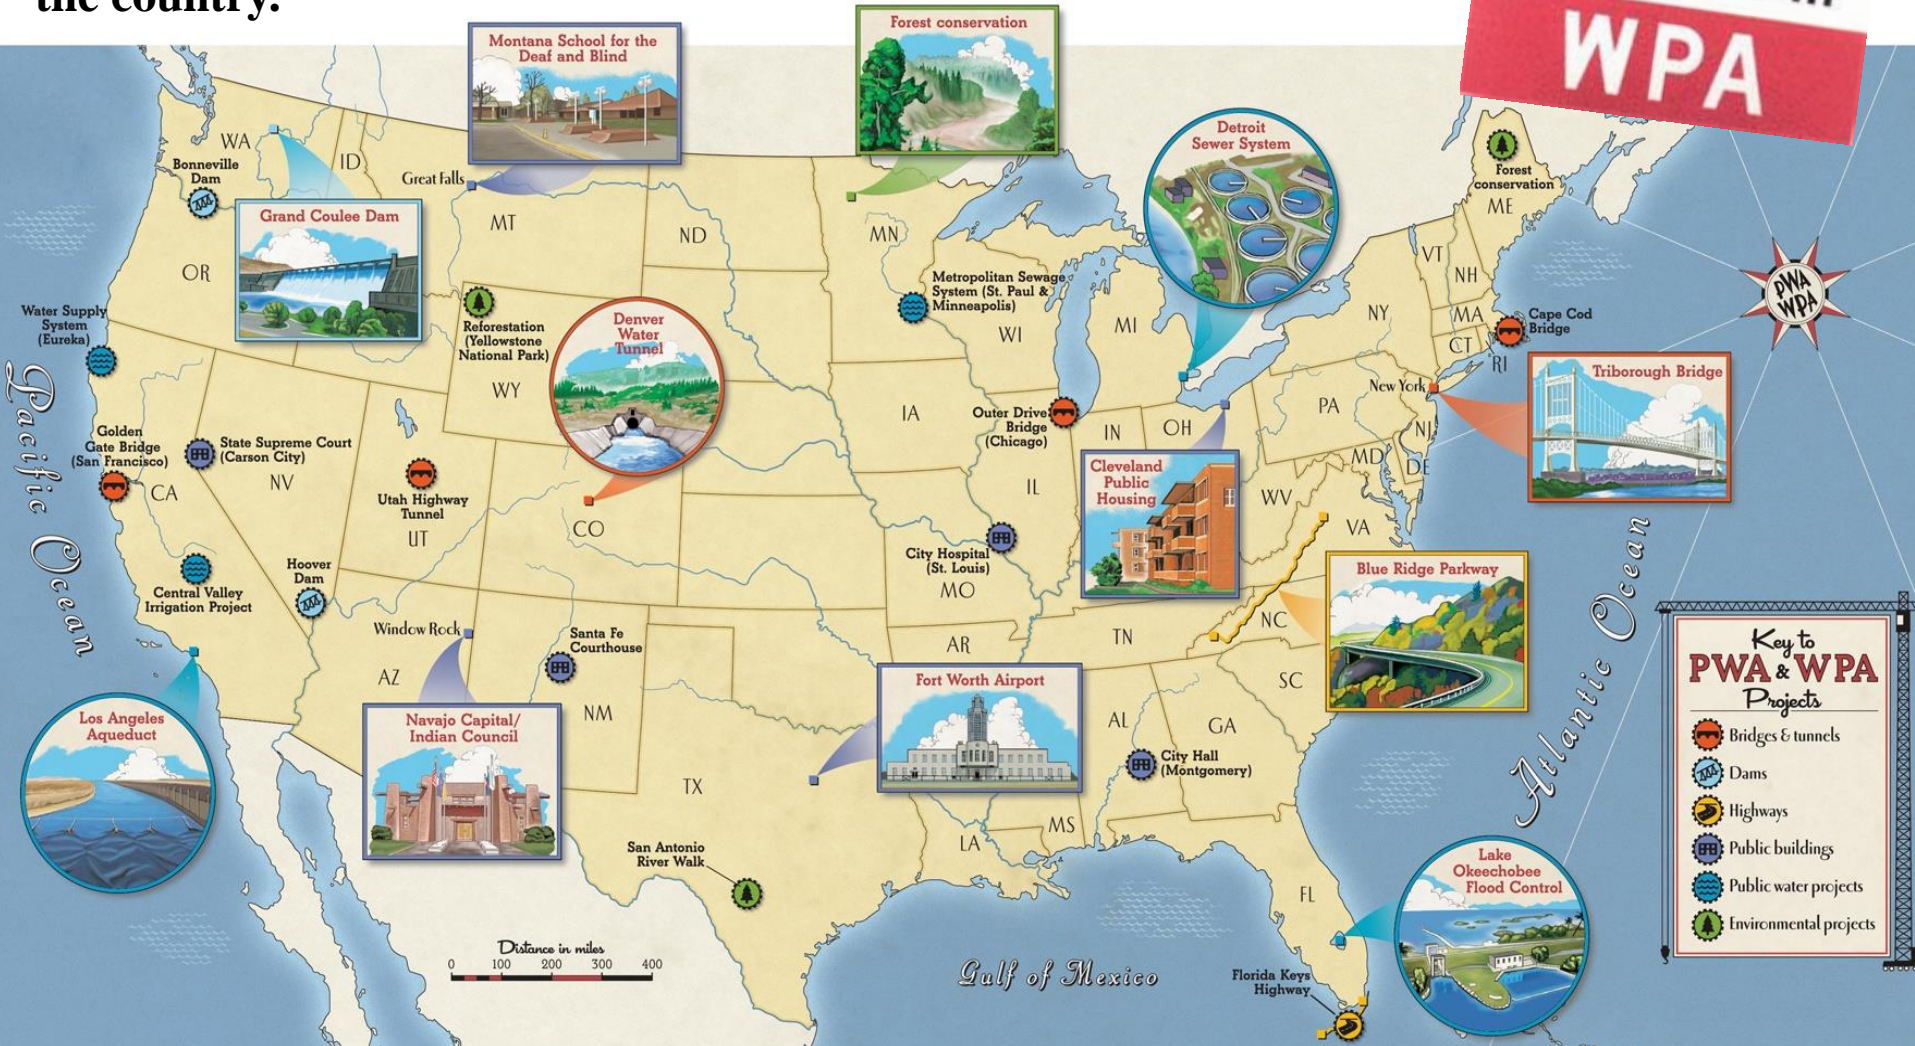 the country.
WPA
Montana School for the
Deaf and Blind
Forest conservation
Detroit
Sewer System
WA
ID
Bonneville
Dam
Great Falls
Grand Coulee Dam
MT
ND
MN
OR
Forest
conservation
ME
VT
NH
NY
MA
CT
RI
Cape Cod
Bridge
PWA
WPA
Water Supply
System
(Eureka)
Reforestation
(Yellowstone
National Park)
WY
Denver
Water
Tunnel
Metropolitan Sewage
System (St. Paul &
Minneapolis)
WI
MI
New York
Triborough Bridge
Pacific Ocean
Golden
Gate Bridge
(San Francisco)
CA
State Supreme Court
(Carson City)
NV
Utah Highway
Tunnel
UT
CO
IA
Outer Drive
Bridge
(Chicago)
IN
OH
PA
NJ
MD
DE
IL
Cleveland
Public
Housing
WV
VA
Central Valley
Irrigation Project
Hoover
Dam
City Hospital
(St. Louis)
MO
Blue Ridge Parkway
Atlantic Ocean
Window Rock
AZ
Santa Fe
Courthouse
NM
AR
TN
NC
SC
Los Angeles
Aqueduct
Navajo Capital/
Indian Council
Fort Worth Airport
AL
GA
City Hall
(Montgomery)
TX
San Antonio
River Walk
LA
MS
FL
Lake
Okeechobee
Flood Control
Florida Keys
Highway
Gulf of Mexico
Distance in miles
0 100 200 300 400
Key to
PWA & WPA
Projects
Bridges & tunnels
Dams
Highways
Public buildings
Public water projects
Environmental projects